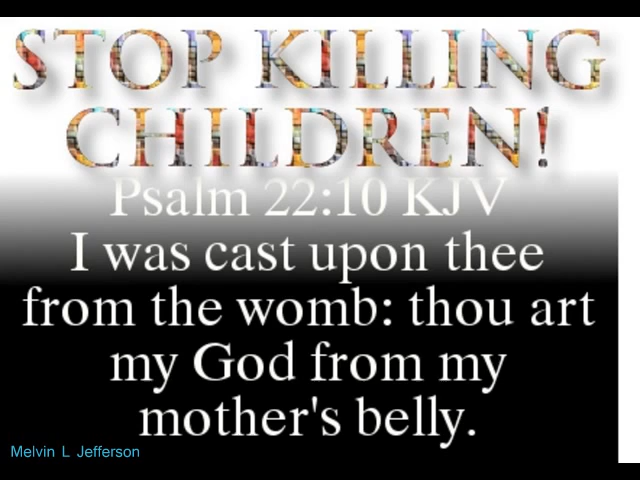 STOP KILLING
CHILDREN!
Psalm 22:10 KJV
I was cast upon thee
from the womb: thou art
my God from my
mother's belly.
Melvin L Jefferson